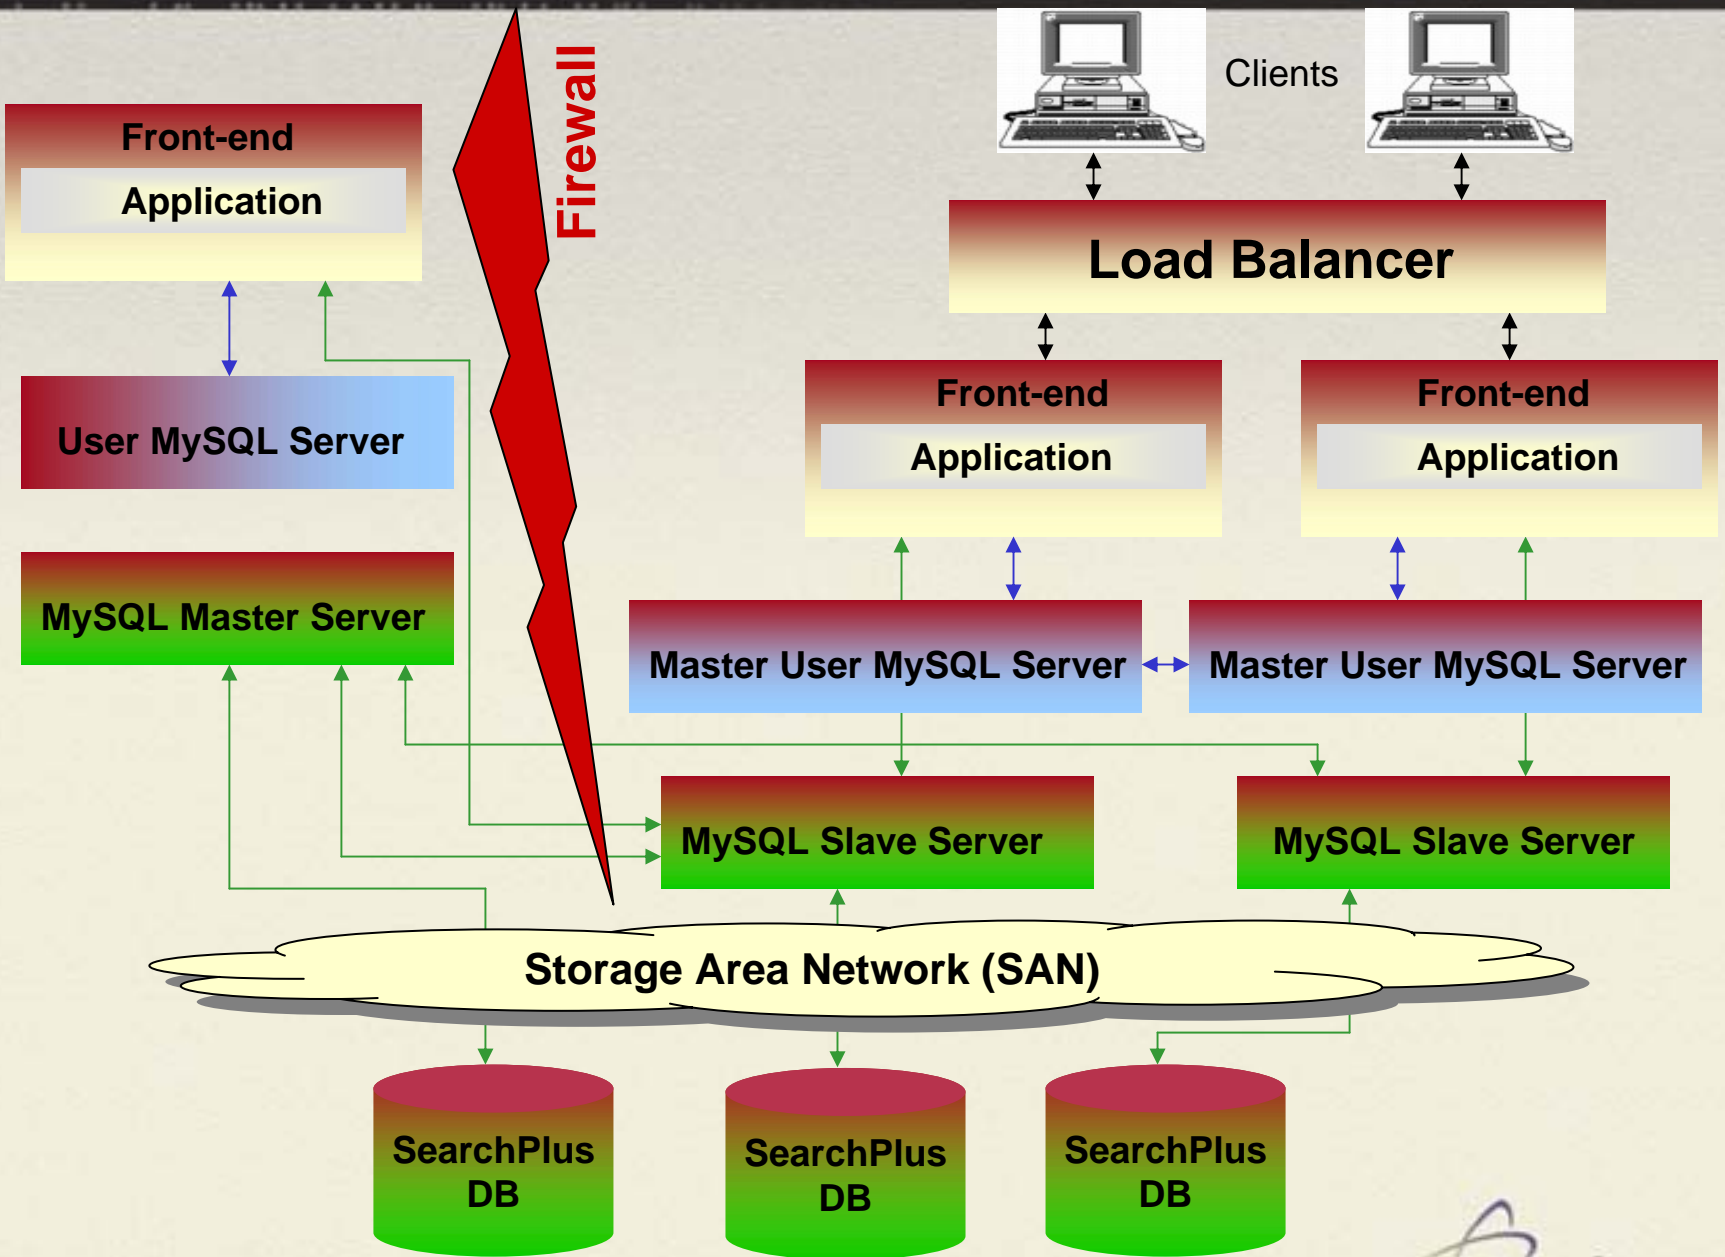 Firewall
Clients
Front-end
Application
Load Balancer
User MySQL Server
Front-end
Application
Front-end
Application
MySQL Master Server
Master User MySQL Server
Master User MySQL Server
MySQL Slave Server
MySQL Slave Server
Storage Area Network (SAN)
SearchPlus
DB
SearchPlus
DB
SearchPlus
DB